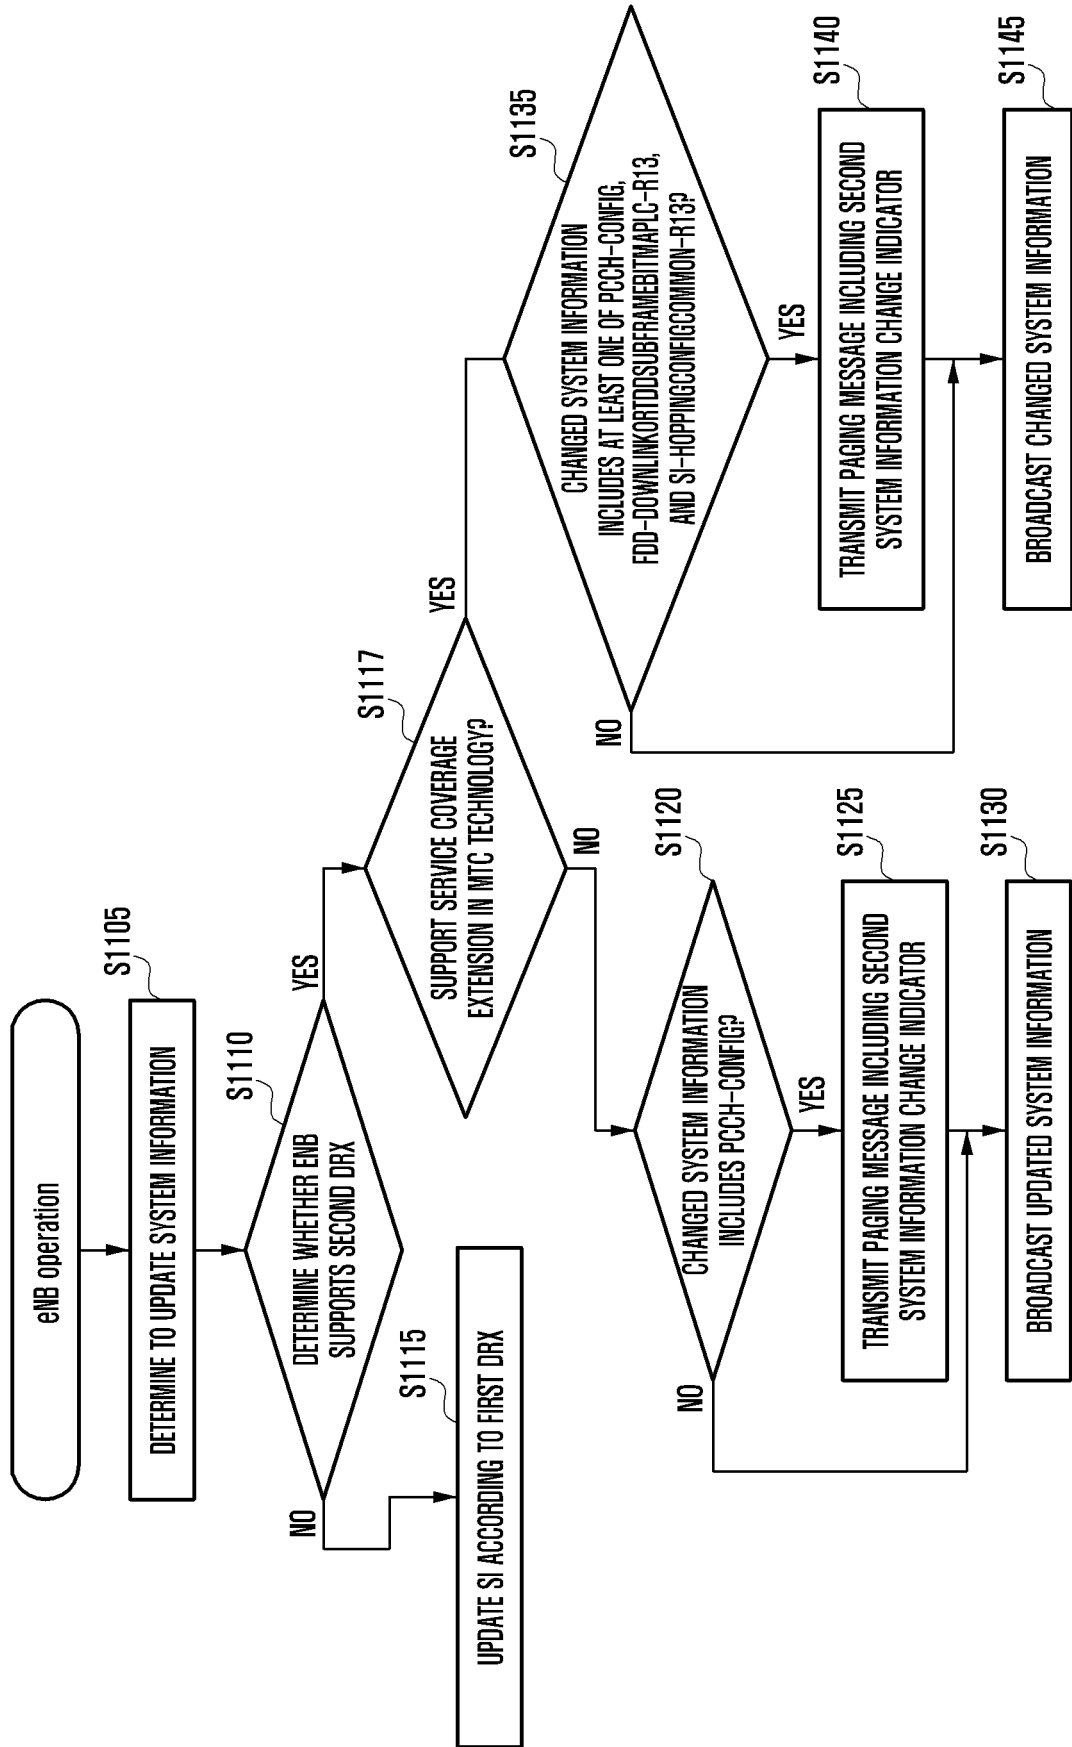 eNB operation
S1105
DETERMINE TO UPDATE SYSTEM INFORMATION
S1110
DETERMINE WHETHER ENB
SUPPORTS SECOND DRX
NO
YES
S1115
UPDATE SI ACCORDING TO FIRST DRX
S1117
SUPPORT SERVICE COVERAGE
EXTENSION IN MTC TECHNOLOGY?
YES
NO
S1120
CHANGED SYSTEM INFORMATION
INCLUDES PCCH-CONFIG?
NO
YES
S1125
TRANSMIT PAGING MESSAGE INCLUDING SECOND
SYSTEM INFORMATION CHANGE INDICATOR
S1130
BROADCAST UPDATED SYSTEM INFORMATION
S1135
CHANGED SYSTEM INFORMATION
INCLUDES AT LEAST ONE OF PCCH-CONFIG,
FDD-DOWNLINKORTDDSUBFRAMEBITMAPLC-R13,
AND SI-HOPPINGCONFIGCOMMON-R13?
NO
YES
S1140
TRANSMIT PAGING MESSAGE INCLUDING SECOND
SYSTEM INFORMATION CHANGE INDICATOR
S1145
BROADCAST CHANGED SYSTEM INFORMATION